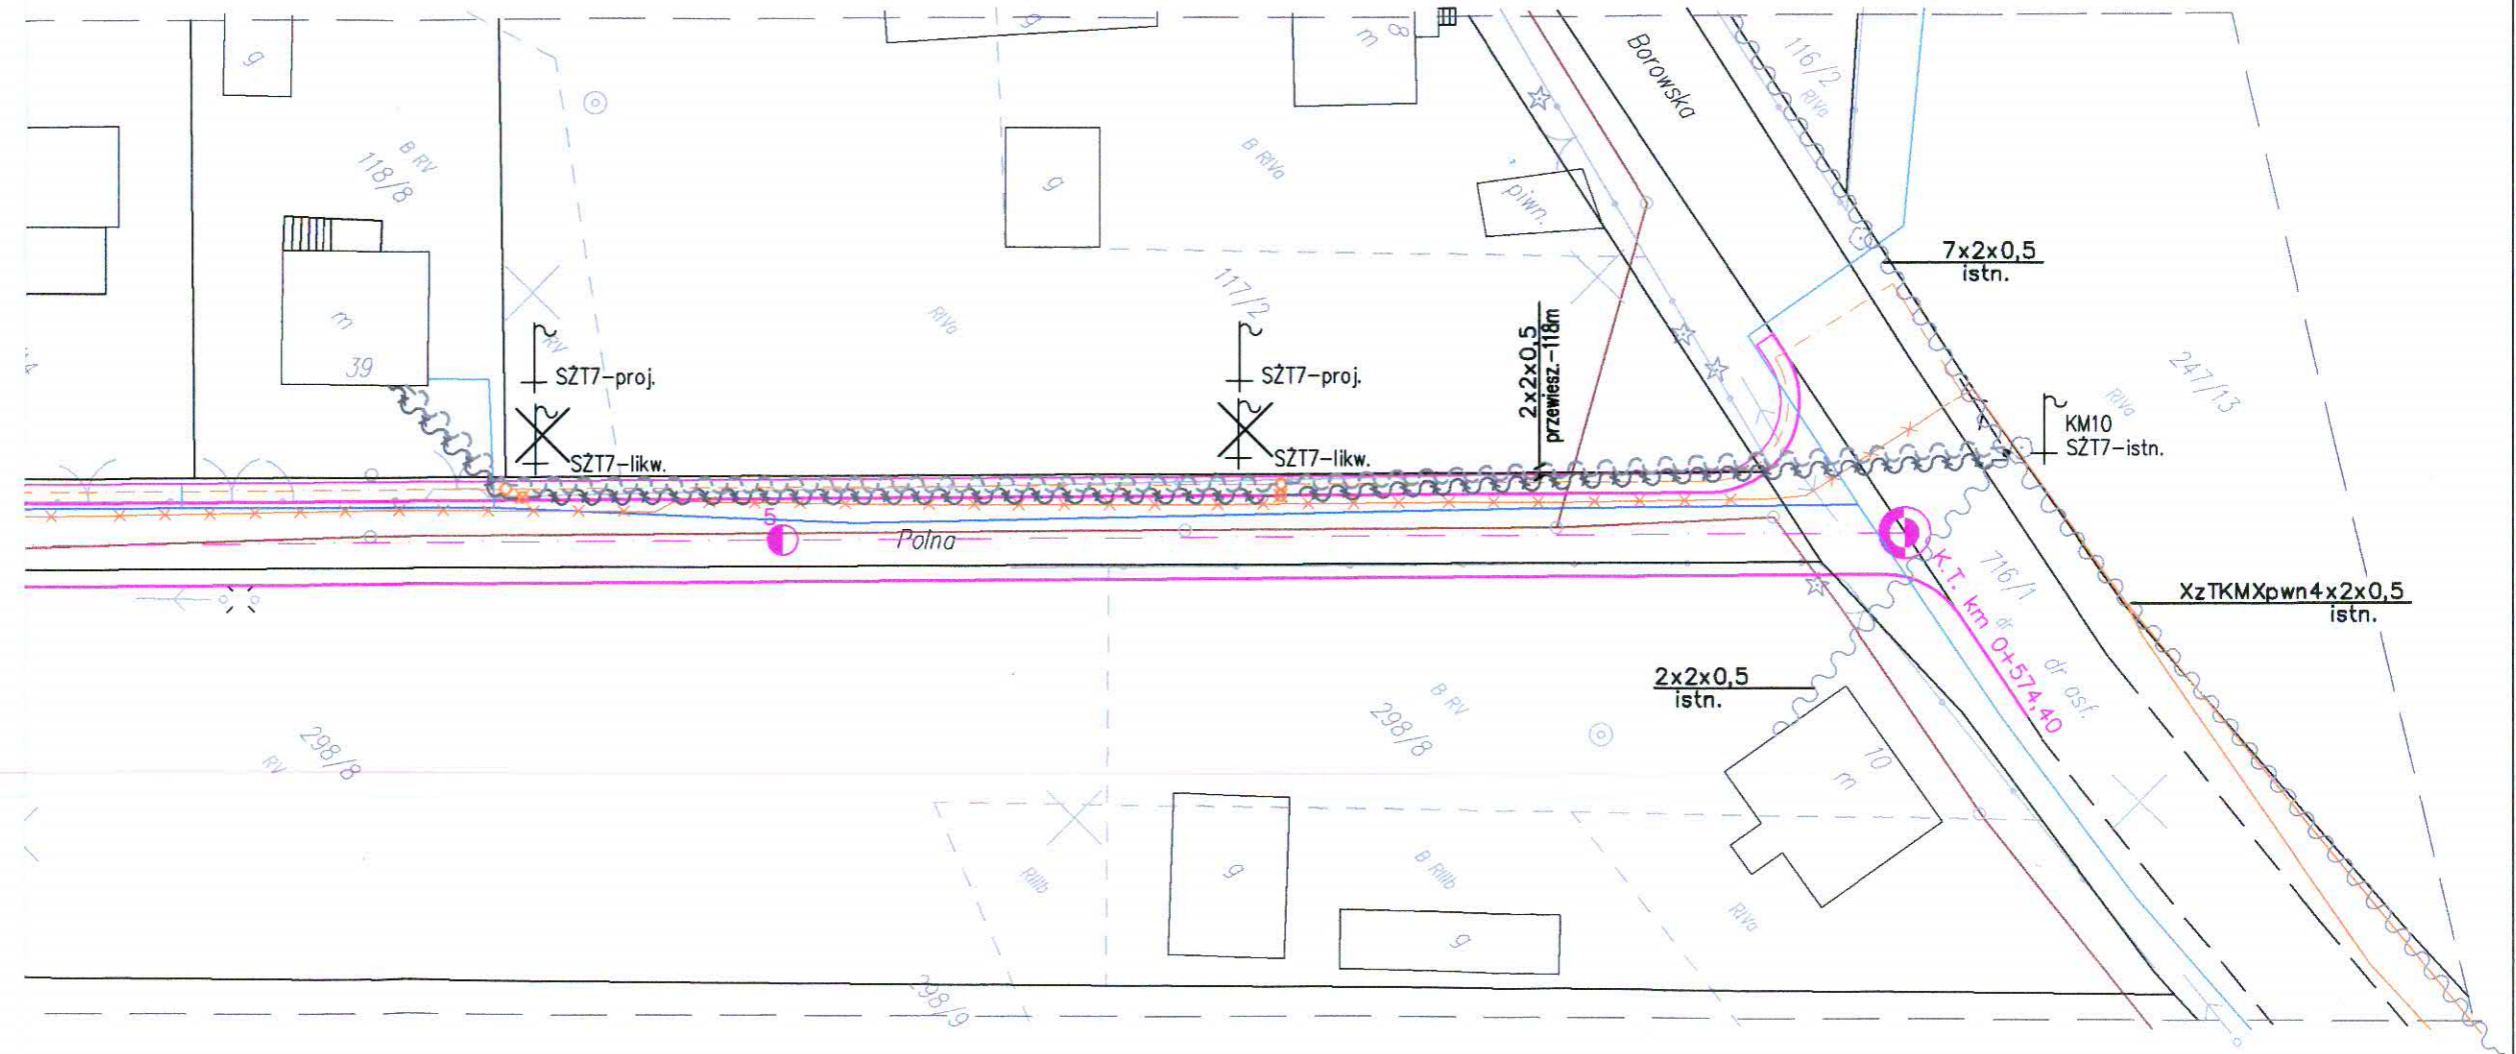 g
g
m
8
Borowska
116/2
RIVa
B RV
118/8
g
B RIVa
piwn.
7x2x0,5
istn.
117/2
RIVa
RV
m
39
SŻT7-proj.
SŻT7-proj.
2x2x0,5
przewiesz.-118m
247/13
RIVa
KM10
SŻT7-istn.
SŻT7-likw.
SŻT7-likw.
5
Polna
K.T. km 0+574,40
716/1
dr
dr asf.
XzTKMXpwn4x2x0,5
istn.
2x2x0,5
istn.
298/8
RV
B RV
298/8
10
m
g
RIIIb
B RIIIb
g
RIVa
298/9